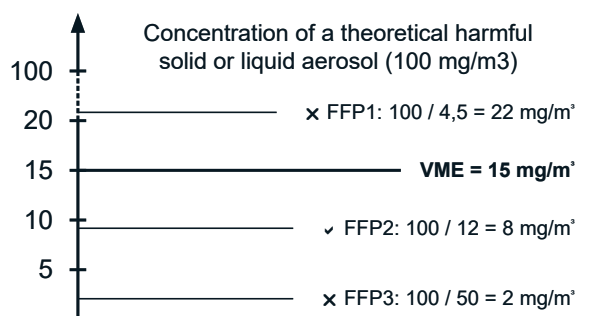 Concentration of a theoretical harmful
solid or liquid aerosol (100 mg/m3)
100
× FFP1: 100 / 4,5 = 22 mg/m³
20
15
VME = 15 mg/m³
10
✓ FFP2: 100 / 12 = 8 mg/m³
5
× FFP3: 100 / 50 = 2 mg/m³